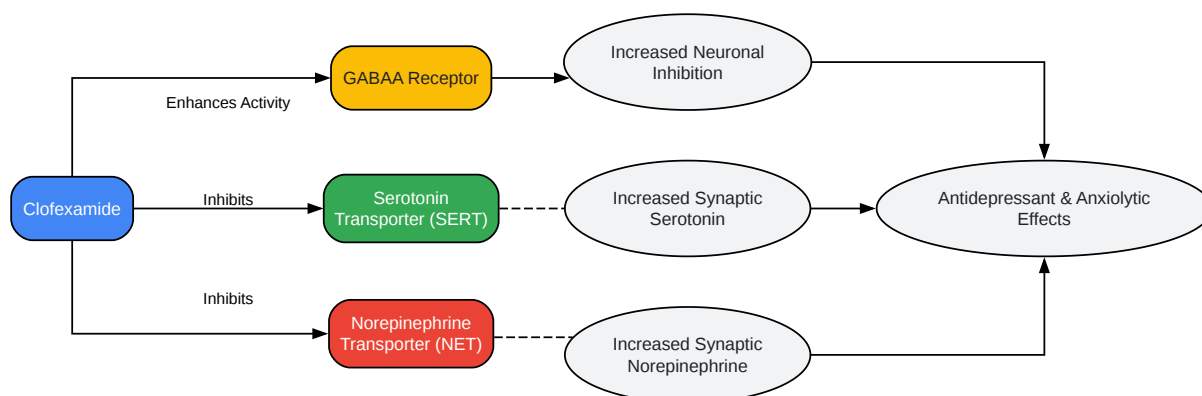 Increased Neuronal
Inhibition
GABAA Receptor
Enhances Activity
Clofexamide
Inhibits
Serotonin
Transporter (SERT)
Increased Synaptic
Serotonin
Antidepressant & Anxiolytic
Effects
Inhibits
Norepinephrine
Transporter (NET)
Increased Synaptic
Norepinephrine